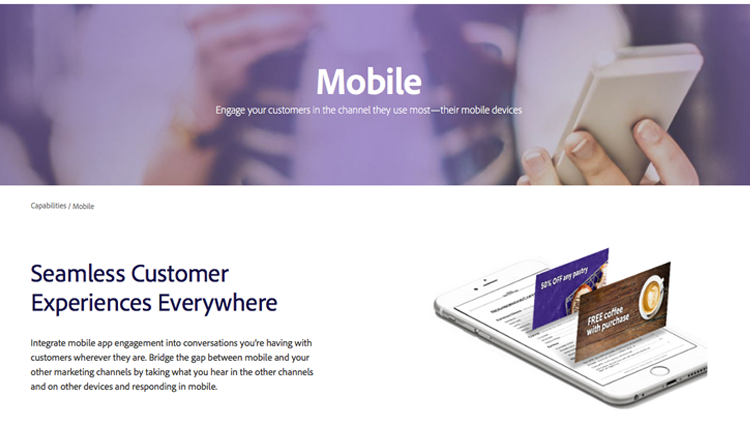 Mobile
Engage your customers in the channel they use most—their mobile devices
Capabilities / Mobile
Seamless Customer
Experiences Everywhere
Integrate mobile app engagement into conversations you're having with
customers wherever they are. Bridge the gap between mobile and your
other marketing channels by taking what you hear in the other channels
and on other devices and responding in mobile.
50% OFF any pastry
FREE coffee
with purchase